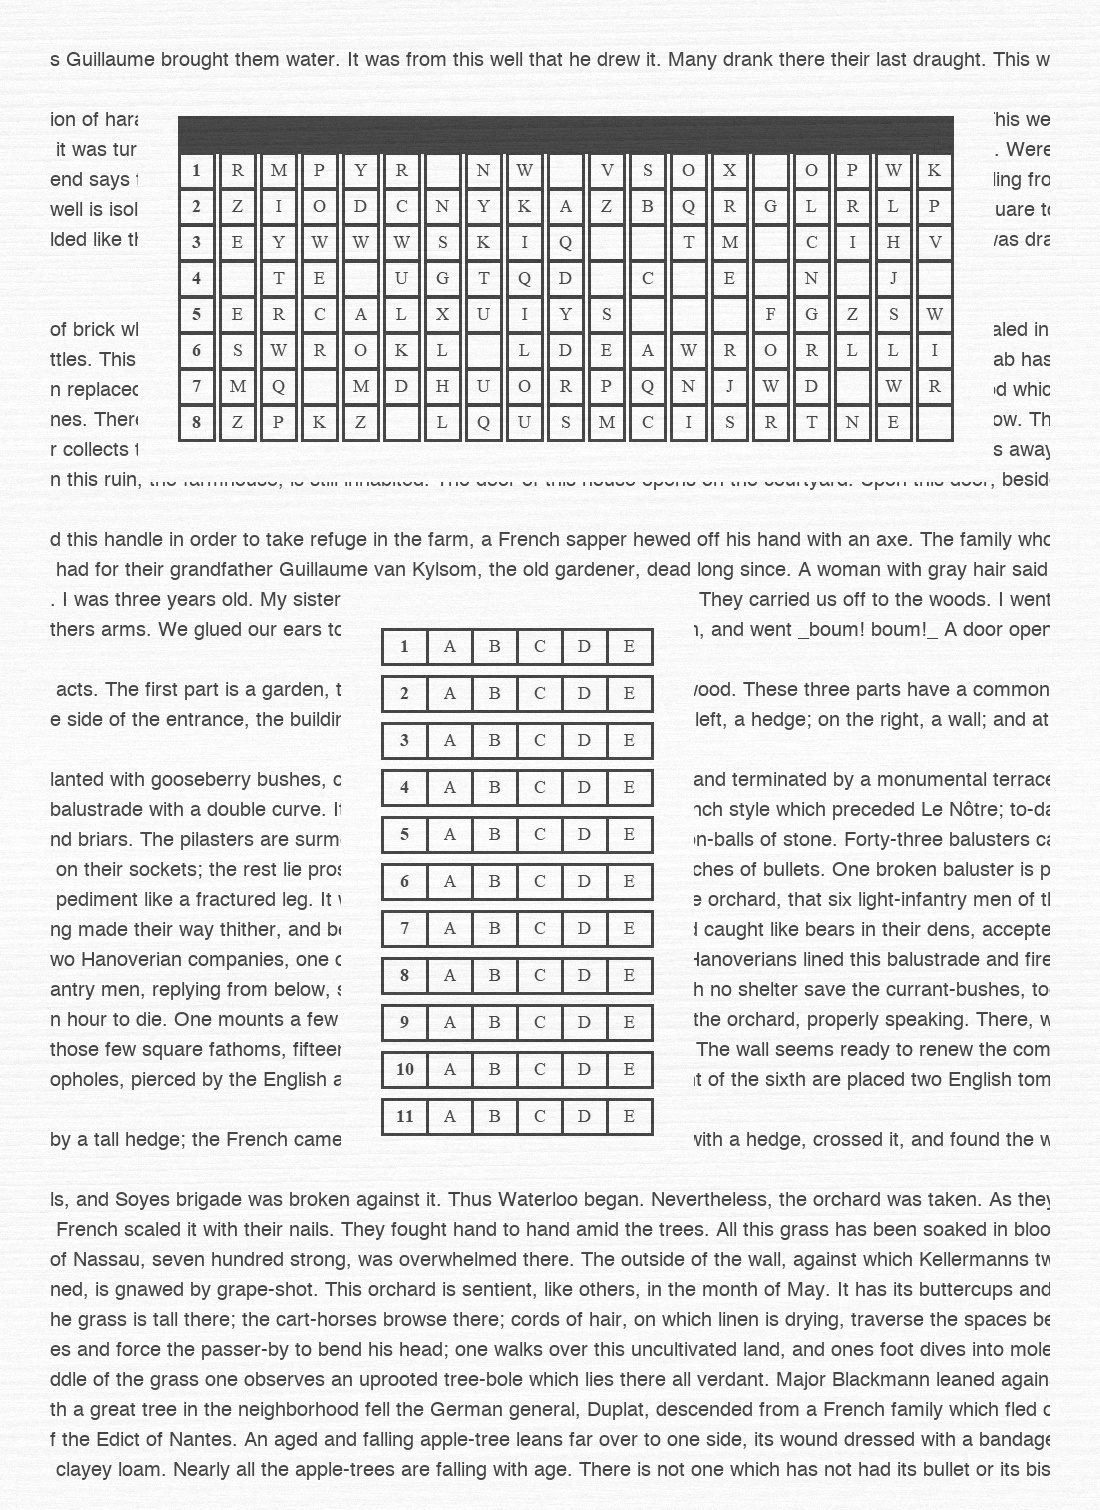 s Guillaume brought them water. It was from this well that he drew it. Many drank there their last draught. This w
ion of hara his we
it was tur . Were
end says ling fro
well is isol uare to
lded like th was dra
1 R M P Y R N W V S O X O P W K
2 Z I O D C N Y K A Z B Q R G L R L P
3 E Y W W W S K I Q T M C I H V
4 T E U G T Q D C E N J
5 E R C A L X U I Y S F G Z S W
6 S W R O K L L D E A W R O R L L I
7 M Q M D H U O R P Q N J W D W R
8 Z P K Z L Q U S M C I S R T N E
of brick wh aled in
ttles. This ab has
n replaced d whic
nes. There ow. Th
r collects t s away
n this ruin, the farmhouse, is still inhabited. The door of this house opens on the courtyard. Upon this door, besid
d this handle in order to take refuge in the farm, a French sapper hewed off his hand with an axe. The family who
had for their grandfather Guillaume van Kylsom, the old gardener, dead long since. A woman with gray hair said
. I was three years old. My sister They carried us off to the woods. I went
thers arms. We glued our ears to , and went _boum! boum!_ A door open
1 A B C D E
2 A B C D E
3 A B C D E
4 A B C D E
5 A B C D E
6 A B C D E
7 A B C D E
8 A B C D E
9 A B C D E
10 A B C D E
11 A B C D E
acts. The first part is a garden, t ood. These three parts have a common
e side of the entrance, the buildin left, a hedge; on the right, a wall; and at
lanted with gooseberry bushes, c and terminated by a monumental terrace
balustrade with a double curve. It nch style which preceded Le Nôtre; to-da
nd briars. The pilasters are surm on-balls of stone. Forty-three balusters ca
on their sockets; the rest lie pros ches of bullets. One broken baluster is p
pediment like a fractured leg. It w e orchard, that six light-infantry men of th
ng made their way thither, and be d caught like bears in their dens, accepte
wo Hanoverian companies, one o Hanoverians lined this balustrade and fire
antry men, replying from below, s h no shelter save the currant-bushes, to
n hour to die. One mounts a few the orchard, properly speaking. There, w
those few square fathoms, fifteen The wall seems ready to renew the com
opholes, pierced by the English a t of the sixth are placed two English tom
by a tall hedge; the French came with a hedge, crossed it, and found the w
ls, and Soyes brigade was broken against it. Thus Waterloo began. Nevertheless, the orchard was taken. As they
French scaled it with their nails. They fought hand to hand amid the trees. All this grass has been soaked in bloo
of Nassau, seven hundred strong, was overwhelmed there. The outside of the wall, against which Kellermanns tw
ned, is gnawed by grape-shot. This orchard is sentient, like others, in the month of May. It has its buttercups and
he grass is tall there; the cart-horses browse there; cords of hair, on which linen is drying, traverse the spaces be
es and force the passer-by to bend his head; one walks over this uncultivated land, and ones foot dives into mole
ddle of the grass one observes an uprooted tree-bole which lies there all verdant. Major Blackmann leaned again
th a great tree in the neighborhood fell the German general, Duplat, descended from a French family which fled o
f the Edict of Nantes. An aged and falling apple-tree leans far over to one side, its wound dressed with a bandage
clayey loam. Nearly all the apple-trees are falling with age. There is not one which has not had its bullet or its bis